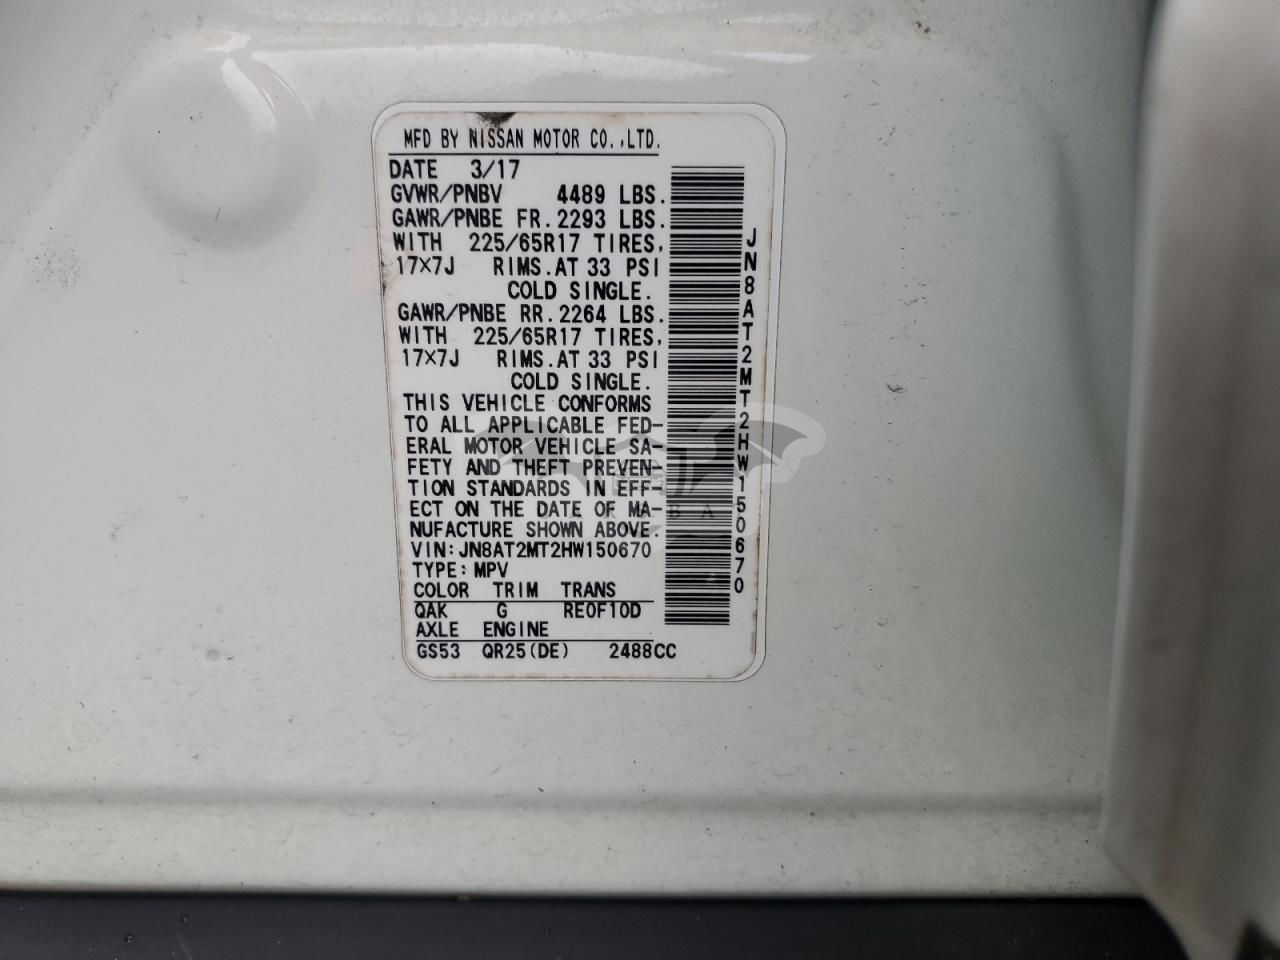 MFD BY NISSAN MOTOR CO.,LTD.
DATE 3/17
GVWR/PNBV 4489 LBS.
GAWR/PNBE FR.2293 LBS.
WITH 225/65R17 TIRES,
17×7J RIMS.AT 33 PSI
COLD SINGLE.
GAWR/PNBE RR.2264 LBS.
WITH 225/65R17 TIRES,
17×7J RIMS.AT 33 PSI
COLD SINGLE.
THIS VEHICLE CONFORMS
TO ALL APPLICABLE FED-
ERAL MOTOR VEHICLE SA-
FETY AND THEFT PREVEN-
TION STANDARDS IN EFF-
ECT ON THE DATE OF MA-
NUFACTURE SHOWN ABOVE.
VIN:JN8AT2MT2HW150670
TYPE:MPV
COLOR TRIM TRANS
QAK G RE0F10D
AXLE ENGINE
GS53 QR25(DE) 2488CC
JN8AT2MT2HW150670